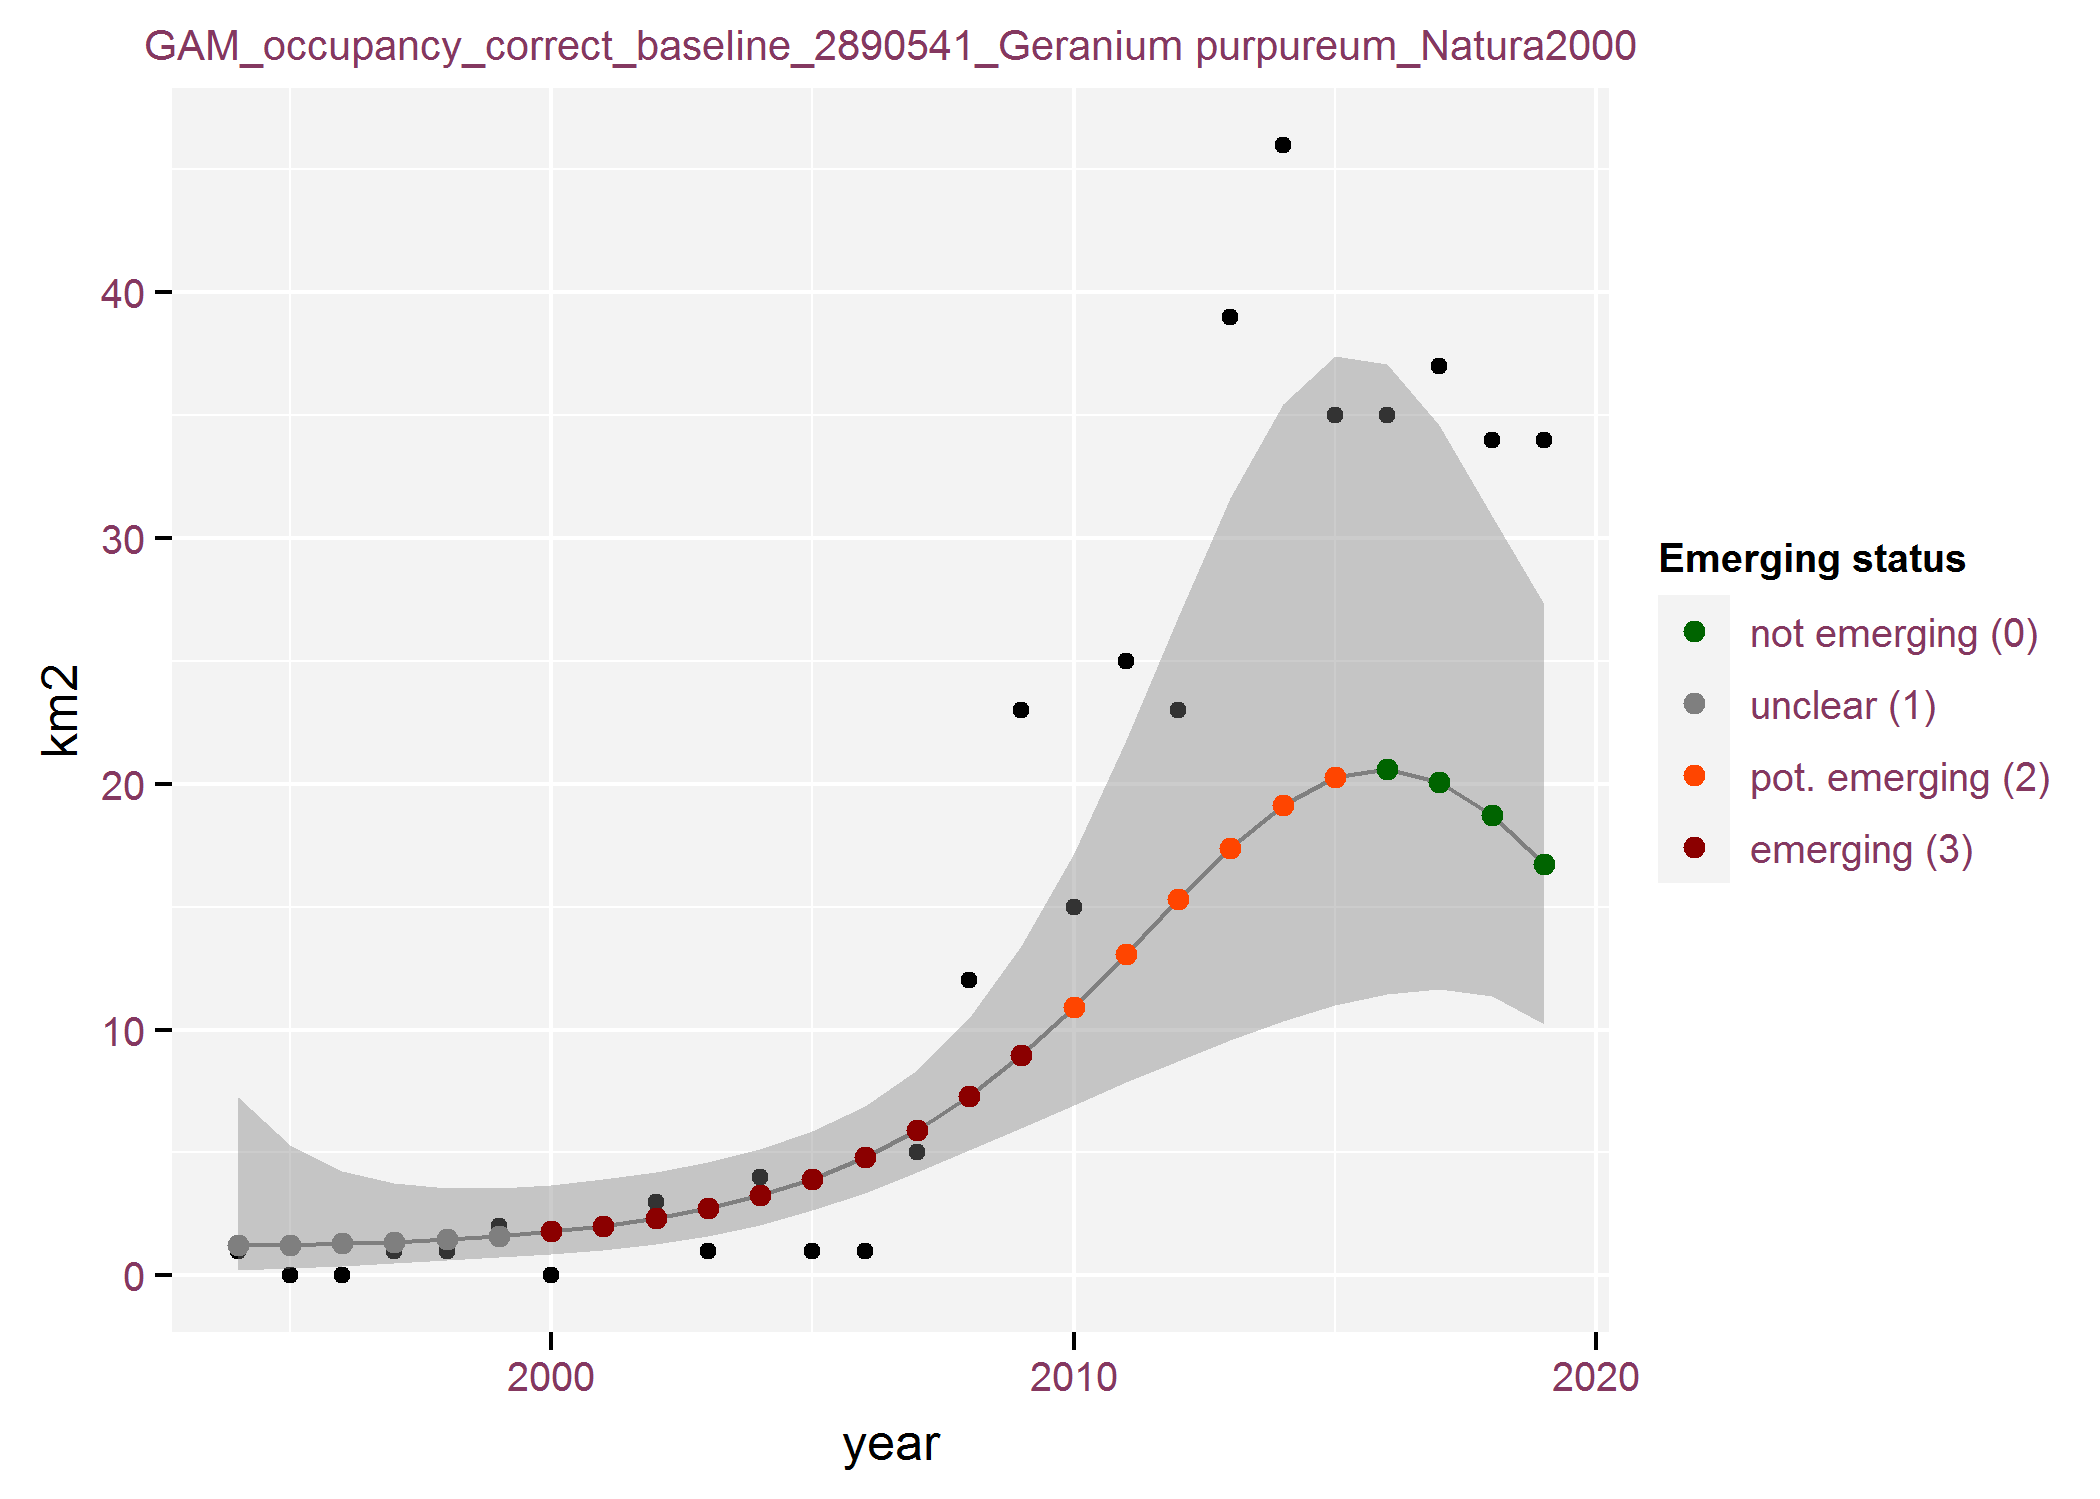 GAM_occupancy_correct_baseline_2890541_Geranium purpureum_Natura2000
40
30
20
10
0
km2
2000
2010
2020
year
Emerging status
not emerging (0)
unclear (1)
pot. emerging (2)
emerging (3)